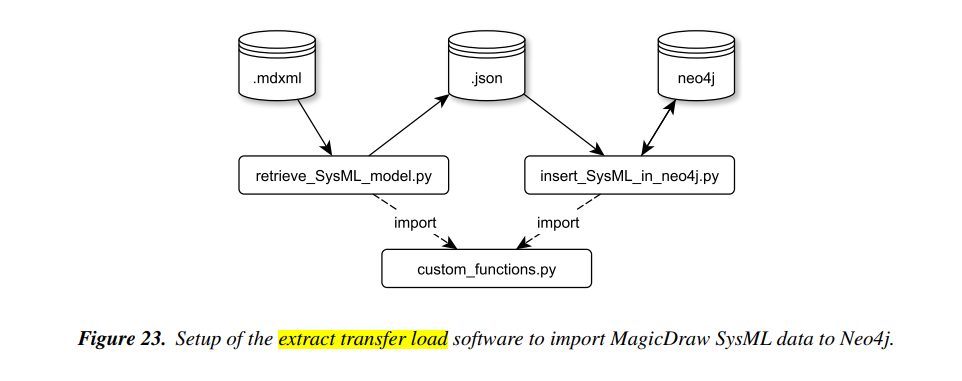 .mdxml
.json
neo4j
retrieve_SysML_model.py
insert_SysML_in_neo4j.py
import
import
custom_functions.py
Figure 23. Setup of the extract transfer load software to import MagicDraw SysML data to Neo4j.